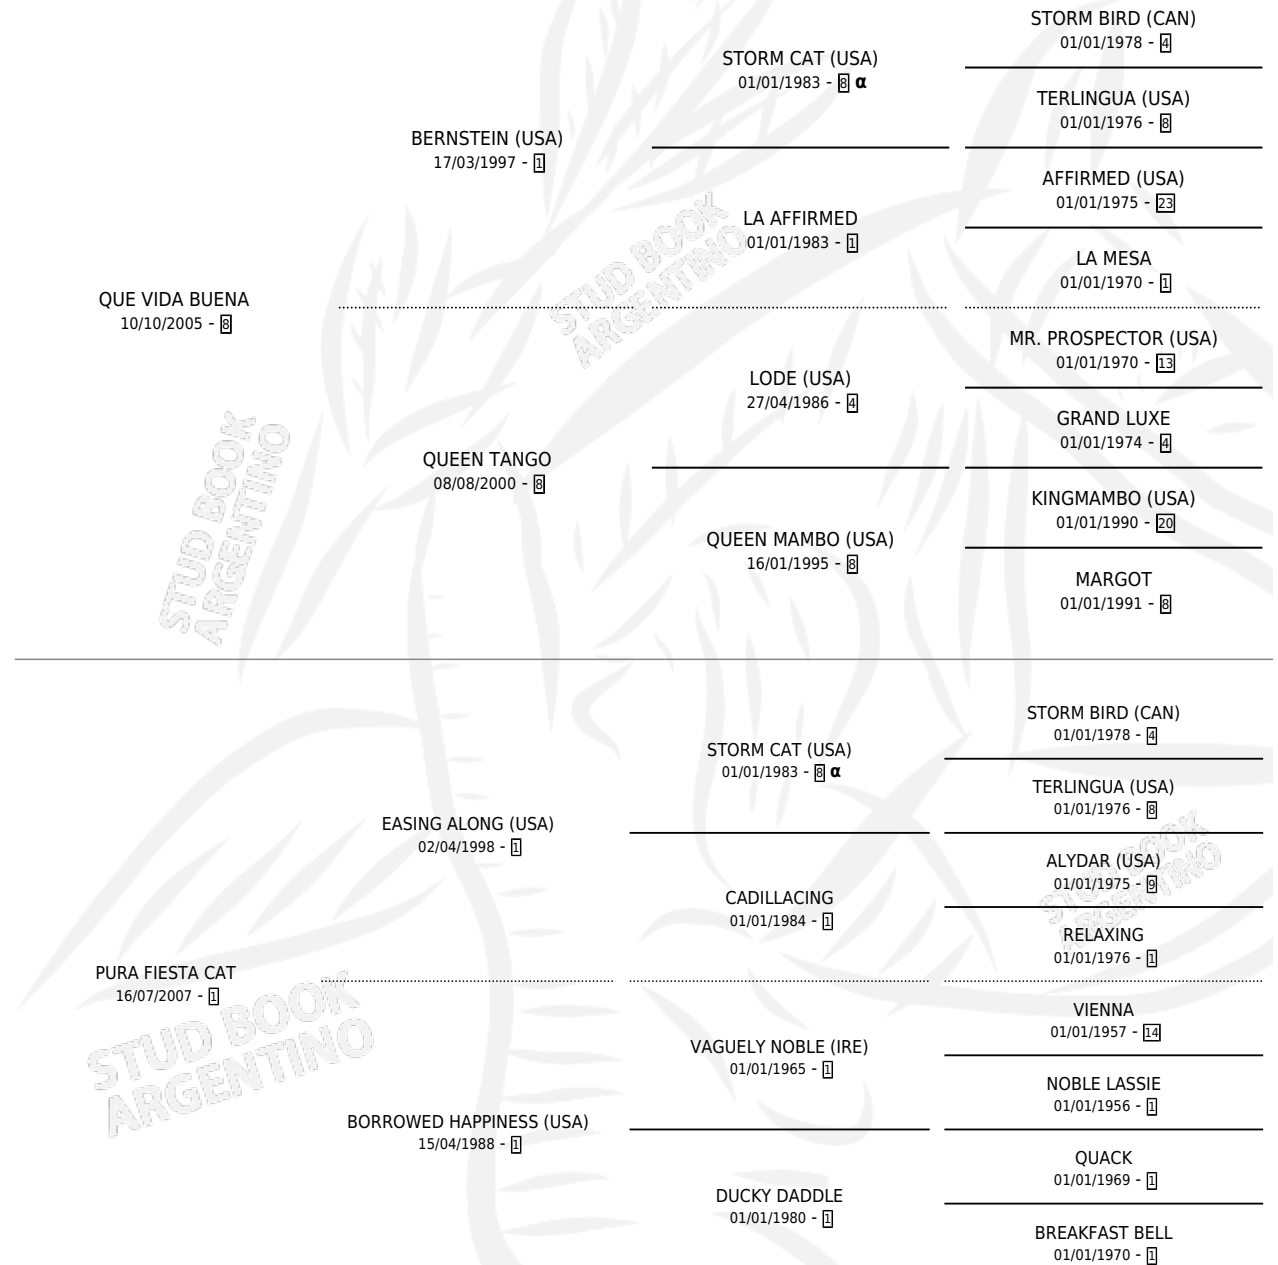 STORM BIRD (CAN)
01/01/1978 - 4
STORM CAT (USA)
01/01/1983 - 8 α
TERLINGUA (USA)
01/01/1976 - 8
BERNSTEIN (USA)
17/03/1997 - 1
AFFIRMED (USA)
01/01/1975 - 23
LA AFFIRMED
01/01/1983 - 1
LA MESA
01/01/1970 - 1
QUE VIDA BUENA
10/10/2005 - 8
MR. PROSPECTOR (USA)
01/01/1970 - 13
LODE (USA)
27/04/1986 - 4
GRAND LUXE
01/01/1974 - 4
QUEEN TANGO
08/08/2000 - 8
KINGMAMBO (USA)
01/01/1990 - 20
QUEEN MAMBO (USA)
16/01/1995 - 8
MARGOT
01/01/1991 - 8
STUD BOOK
ARGENTINO
STUD BOOK
ARGENTINO
STORM BIRD (CAN)
01/01/1978 - 4
STORM CAT (USA)
01/01/1983 - 8 α
TERLINGUA (USA)
01/01/1976 - 8
EASING ALONG (USA)
02/04/1998 - 1
ALYDAR (USA)
01/01/1975 - 9
CADILLACING
01/01/1984 - 1
RELAXING
01/01/1976 - 1
PURA FIESTA CAT
16/07/2007 - 1
VIENNA
01/01/1957 - 14
VAGUELY NOBLE (IRE)
01/01/1965 - 1
NOBLE LASSIE
01/01/1956 - 1
BORROWED HAPPINESS (USA)
15/04/1988 - 1
QUACK
01/01/1969 - 1
DUCKY DADDLE
01/01/1980 - 1
BREAKFAST BELL
01/01/1970 - 1
STUD BOOK
ARGENTINO
STUD BOOK
ARGENTINO